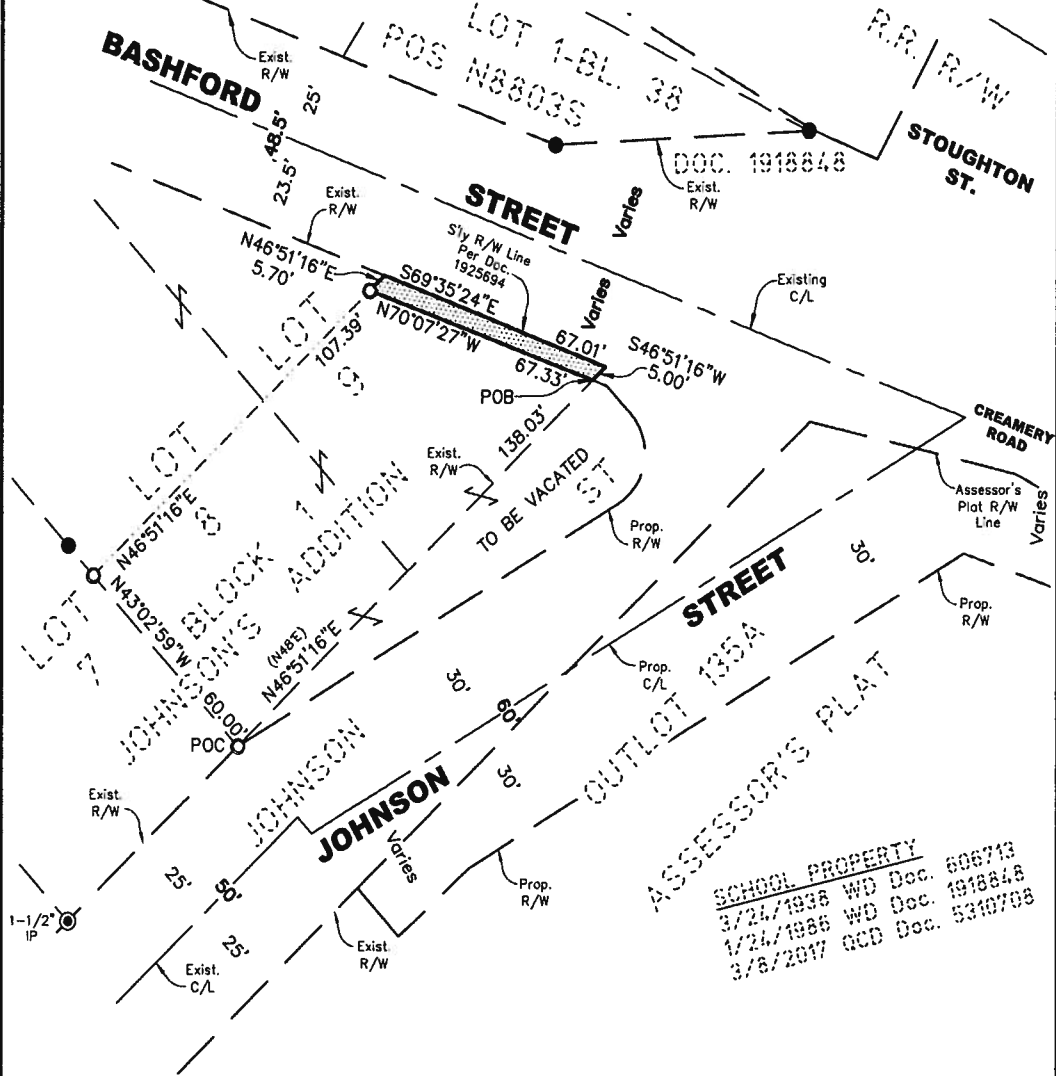 LOT 1-BL. 38
POS N8803S
R.R. R/W
BASHFORD
Exist.
R/W
25'
48.5'
23.5'
STOUGHTON
ST.
DOC. 1918848
Exist.
R/W
Varies
STREET
Exist.
R/W
S'ly R/W Line
Per Doc.
1925694
N46°51'16"E
5.70'
S69°35'24"E
Existing
C/L
Varies
N70°07'27"W
67.01'
S46°51'16"W
5.00'
67.33'
POB
LOT
9
107.39'
138.03'
CREAMERY
ROAD
Exist.
R/W
TO BE VACATED
ST
LOT
8
Assessor's
Plat R/W
Line
Varies
N46°51'16"E
Prop.
R/W
30'
BLOCK 1
JOHNSON'S ADDITION
STREET
N43°02'59"W
60.00'
(N48E)
N46°51'16"E
LOT
7
Prop.
R/W
Prop.
C/L
30'
60'
30'
POC
OUTLOT 135A
ASSESSOR'S PLAT
JOHNSON
Exist.
R/W
JOHNSON
Varies
25'
50'
25'
Prop.
R/W
1-1/2"
IP
Exist.
R/W
Exist.
C/L
SCHOOL PROPERTY
3/24/1938 WD Doc. 606713
1/24/1986 WD Doc. 1918848
3/8/2017 QCD Doc. 5310708